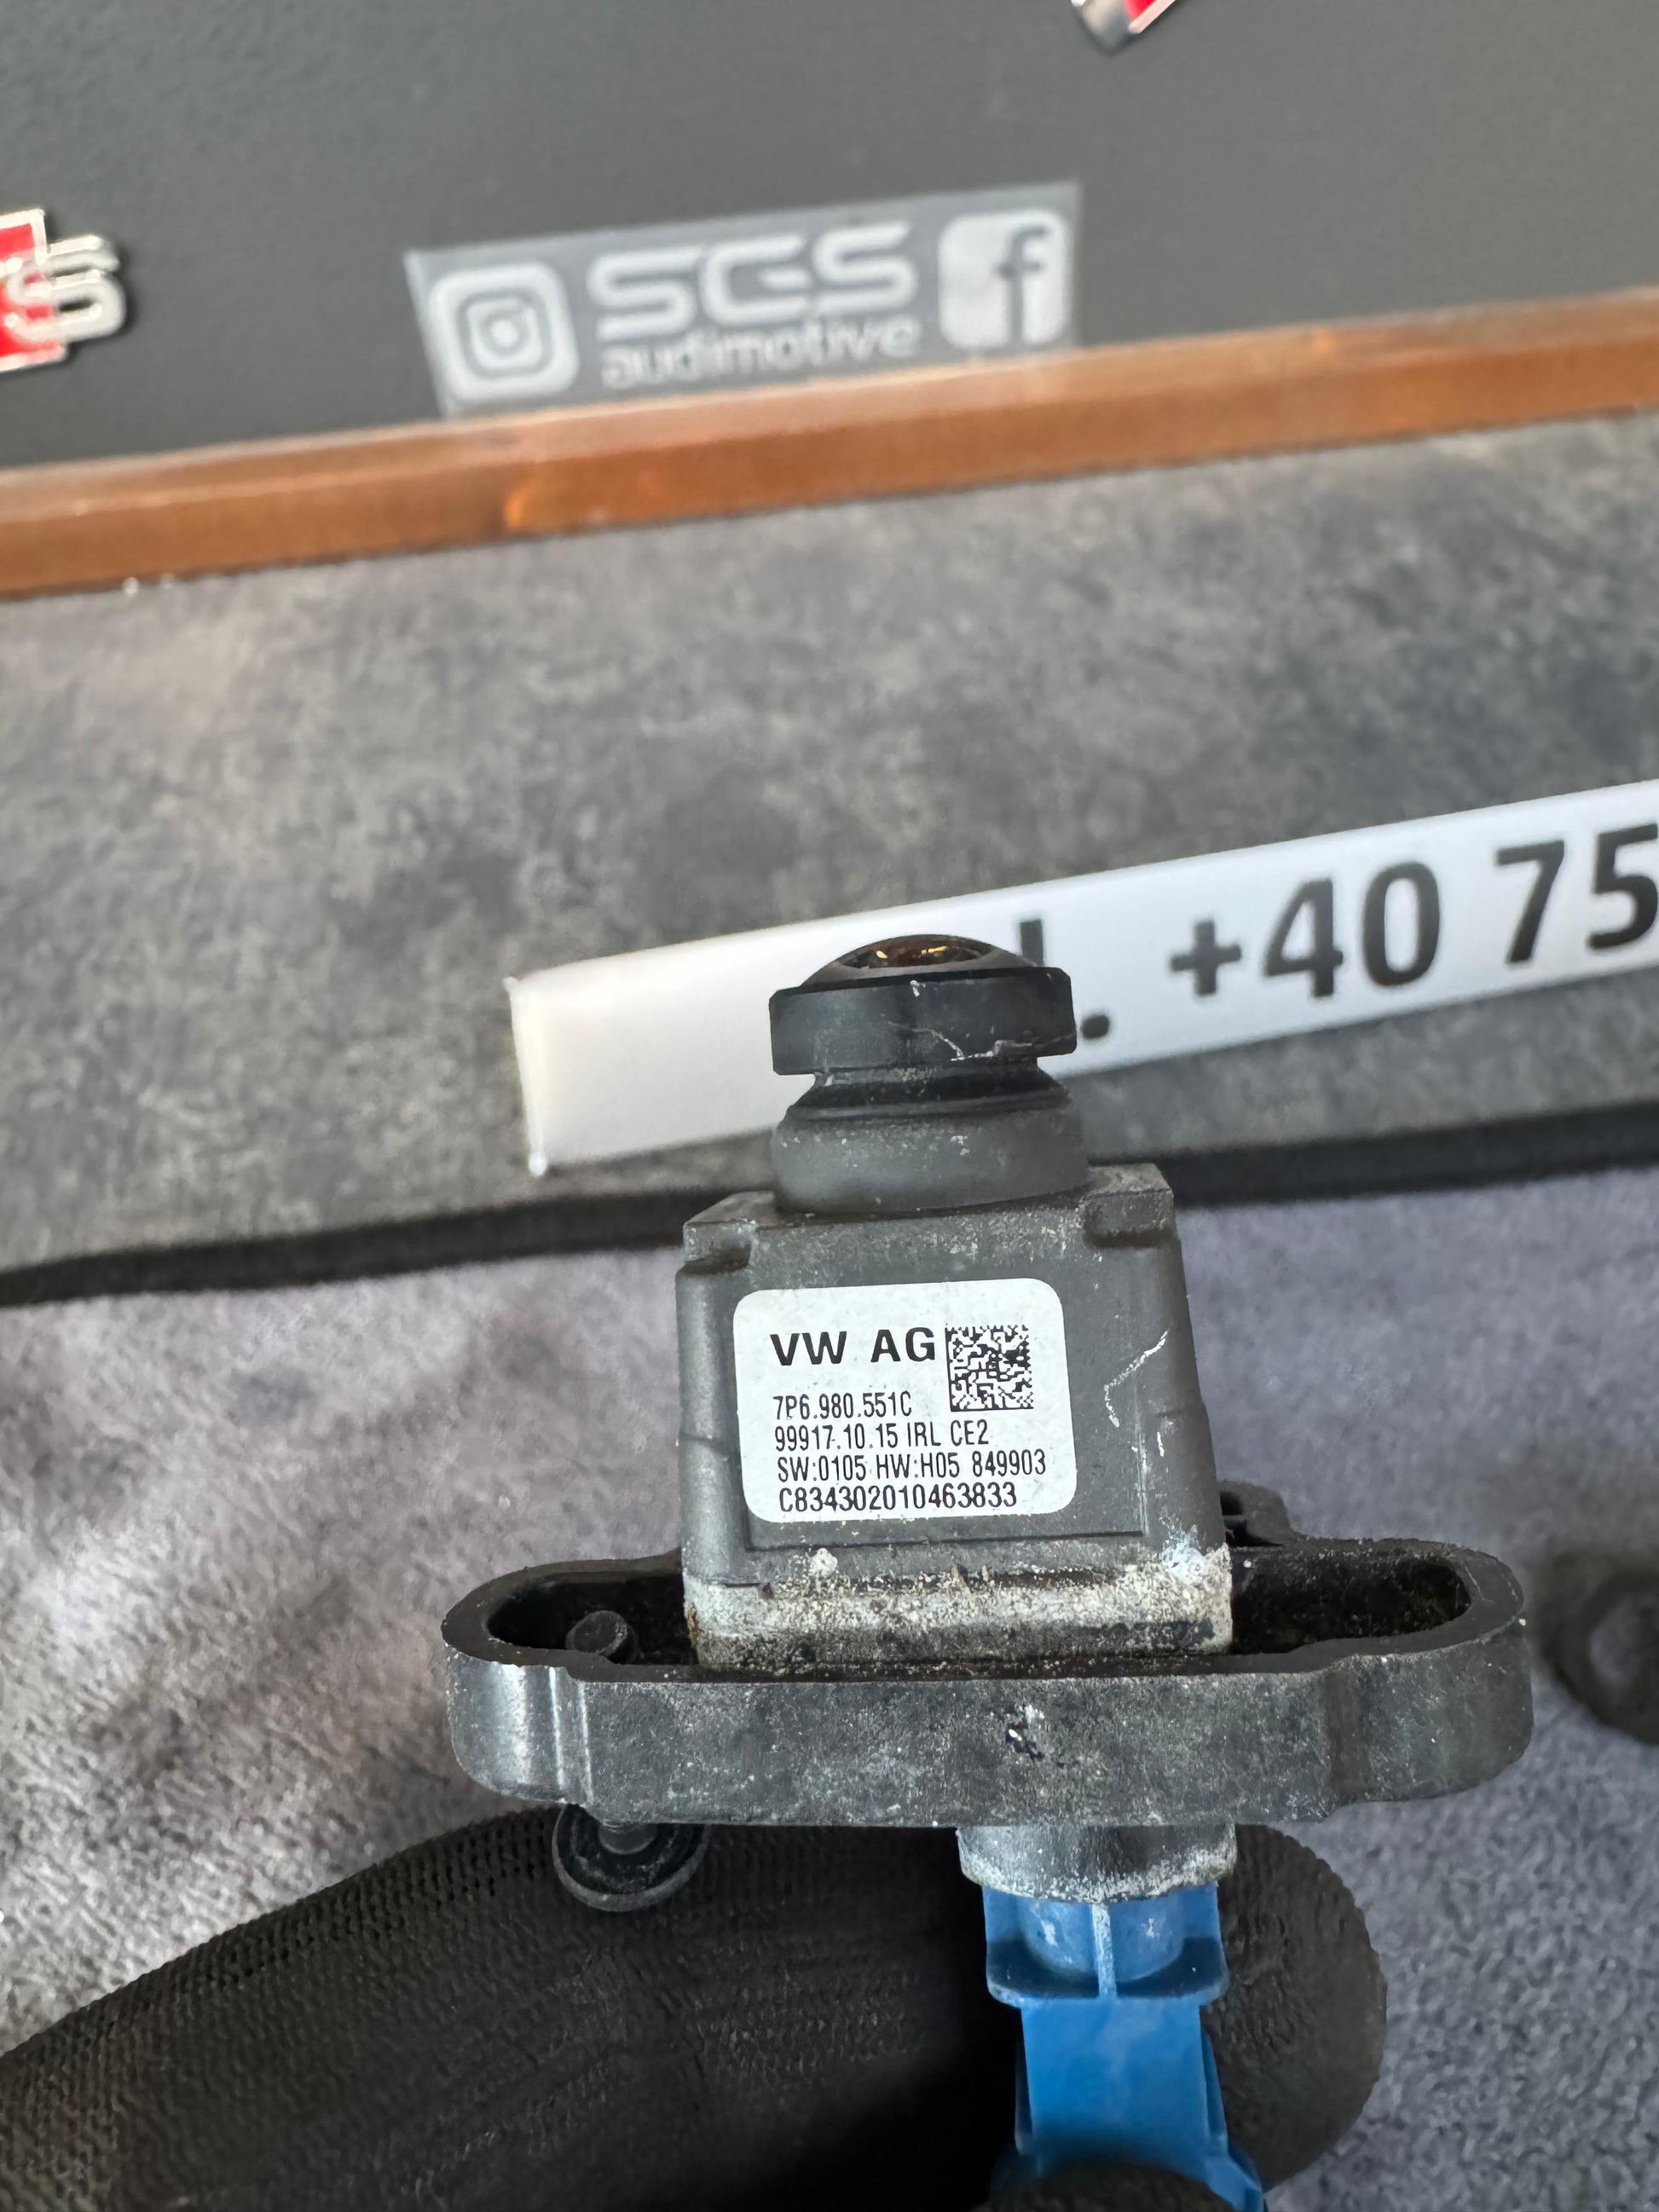 S
SGS
audimotive
f
. +40 75
VW AG
7P6.980.551C
99917.10.15 IRL CE2
SW:0105 HW:H05 849903
C834302010463833